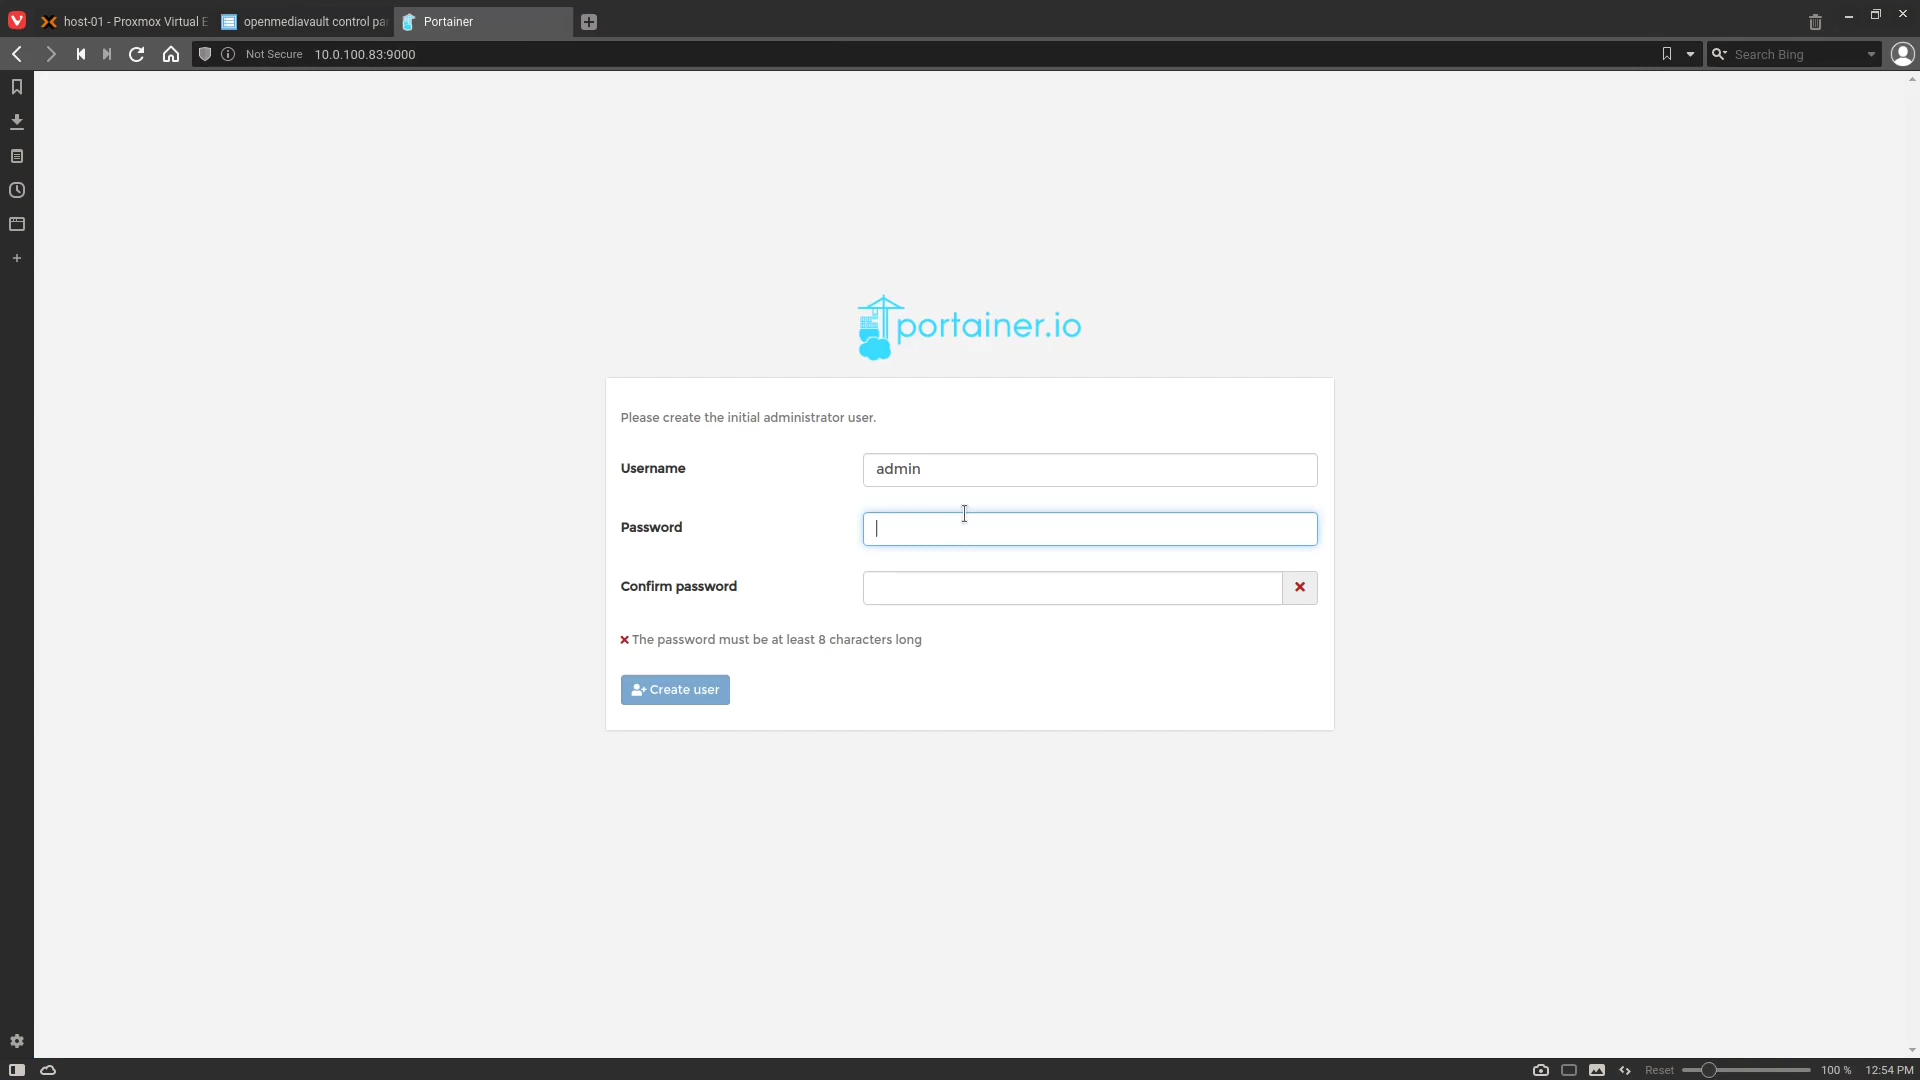 host-01 - Proxmox Virtual E
openmediavault control pa
Portainer
Not Secure
10.0.100.83:9000
Search Bing
portainer.io
Please create the initial administrator user.
Username
admin
Password
Confirm password
The password must be at least 8 characters long
Create user
Reset
100 %
12:54 PM